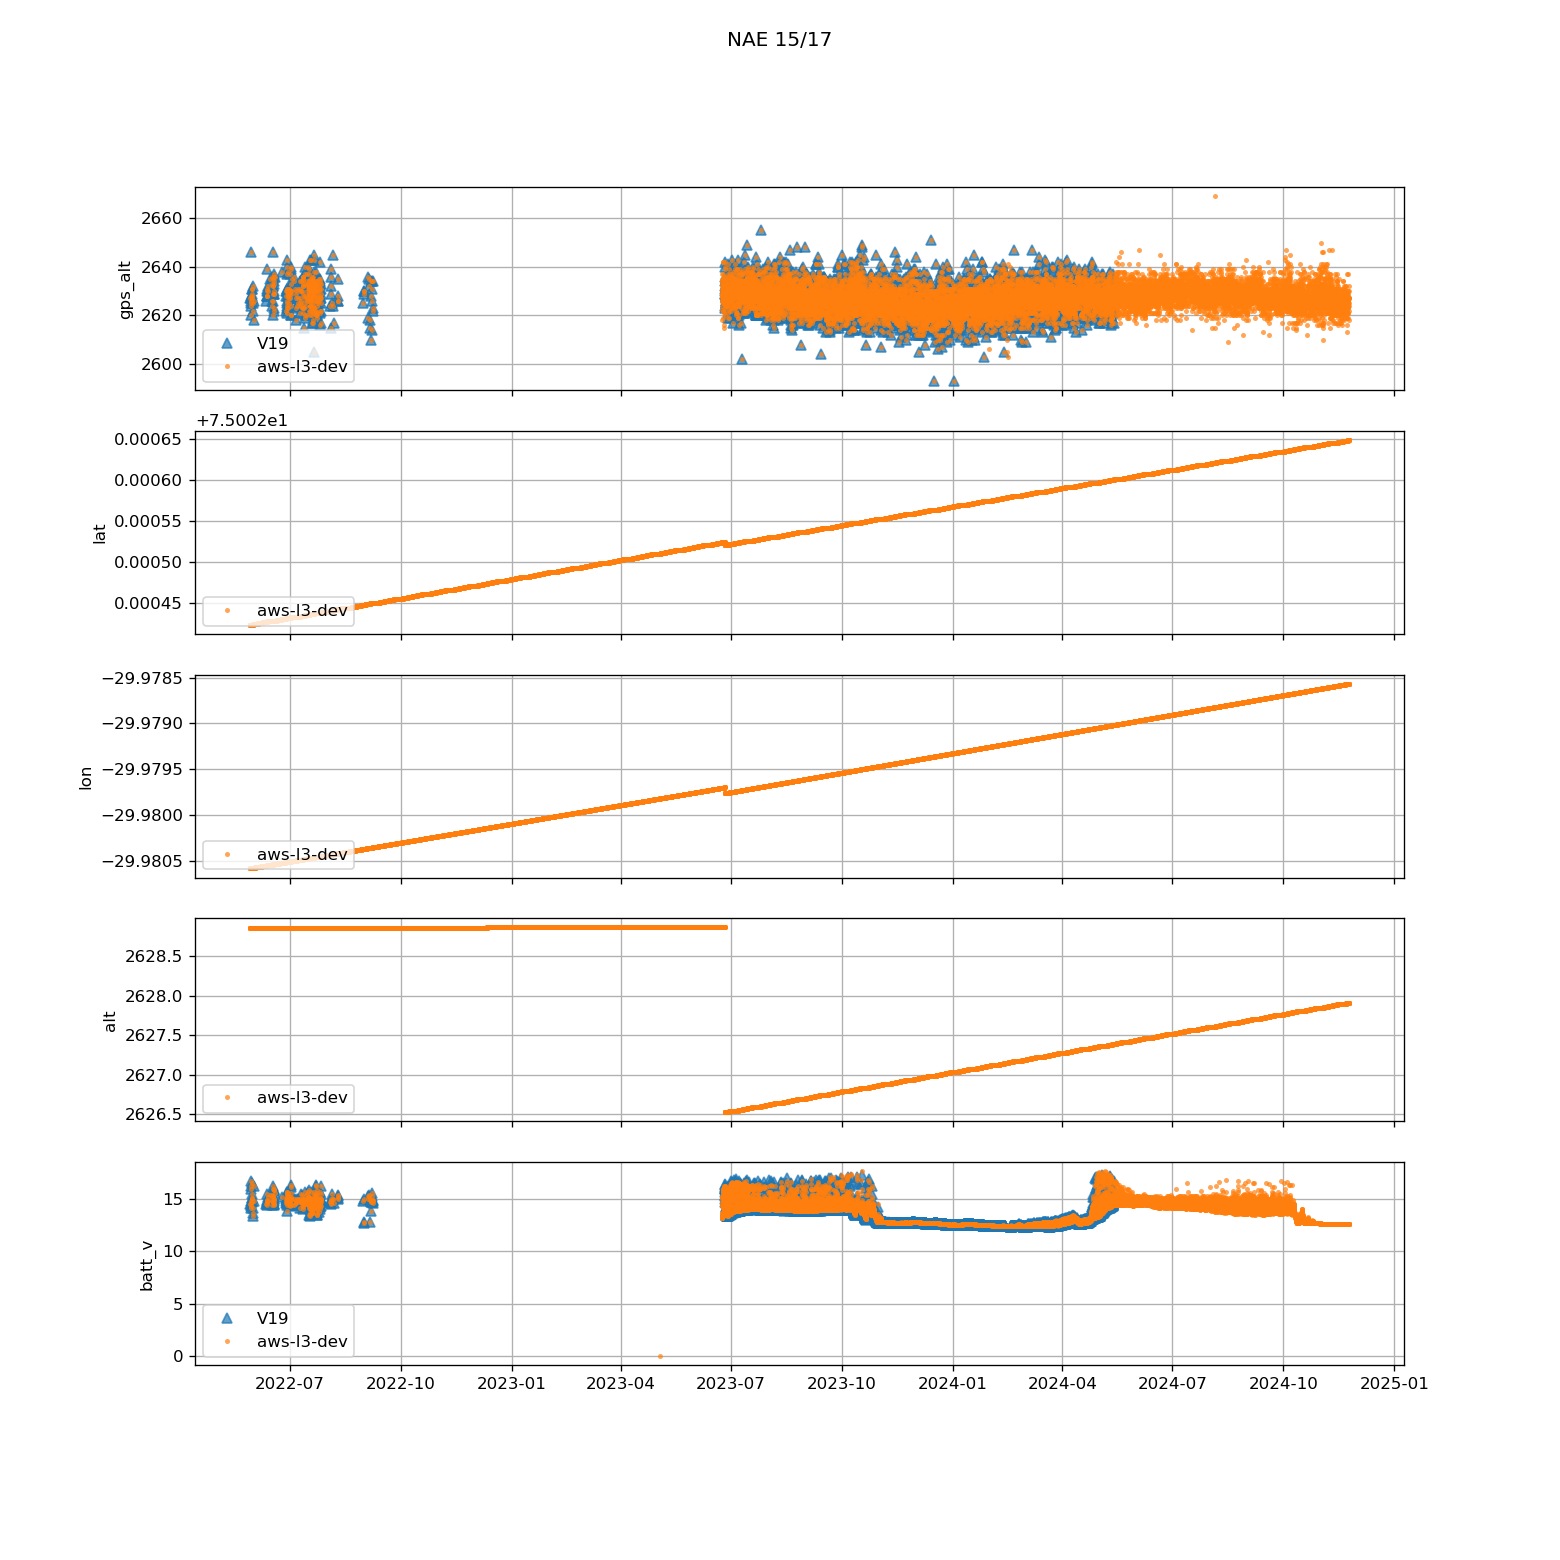 NAE 15/17
2660
2640
2620
2600
gps_alt
V19
aws-l3-dev
+7.5002e1
0.00065
0.00060
0.00055
0.00050
0.00045
lat
aws-l3-dev
−29.9785
−29.9790
−29.9795
−29.9800
−29.9805
lon
aws-l3-dev
2628.5
2628.0
2627.5
2627.0
2626.5
alt
aws-l3-dev
15
10
5
0
batt_v
V19
aws-l3-dev
2022-07 2022-10 2023-01 2023-04 2023-07 2023-10 2024-01 2024-04 2024-07 2024-10 2025-01